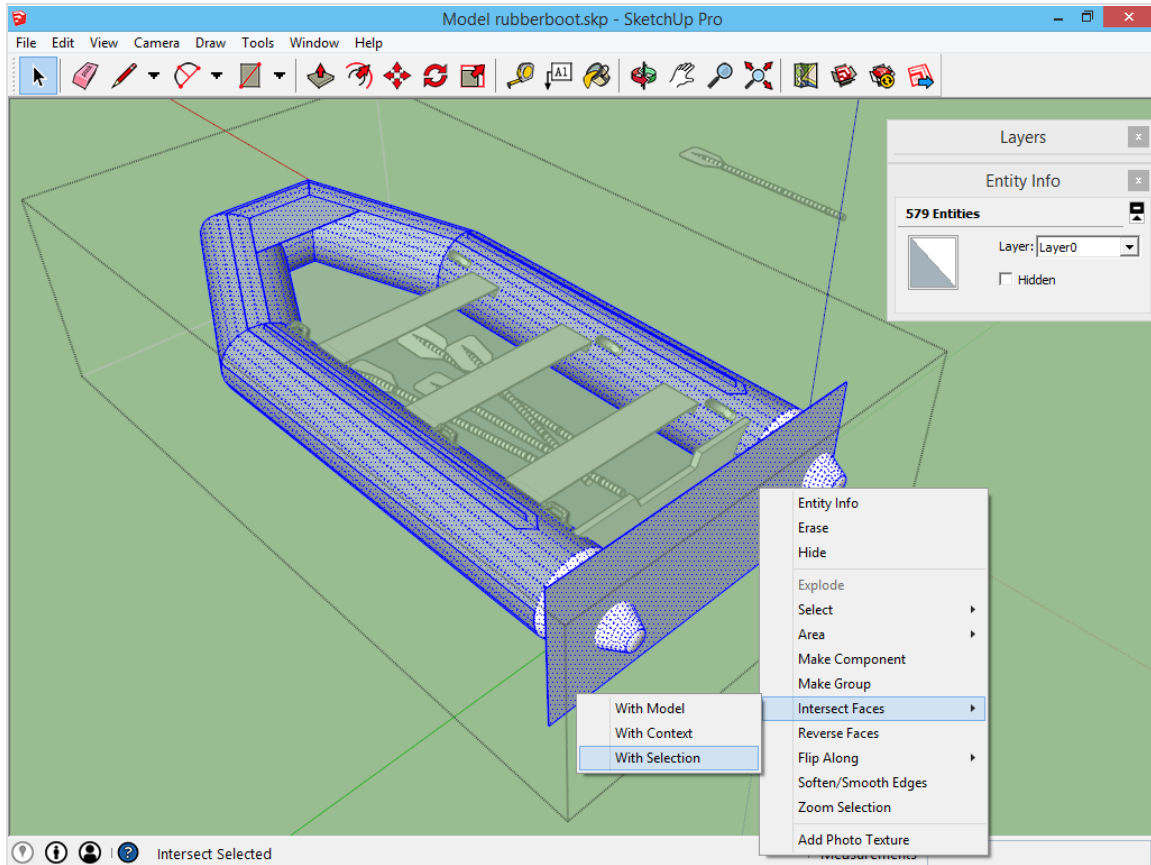 Model rubberboot.skp - SketchUp Pro
File Edit View Camera Draw Tools Window Help
A1
Layers
Entity Info
579 Entities
Layer: Layer0
Hidden
Entity Info
Erase
Hide
Explode
Select
Area
Make Component
Make Group
Intersect Faces
With Model
With Context
With Selection
Reverse Faces
Flip Along
Soften/Smooth Edges
Zoom Selection
Add Photo Texture
Intersect Selected
Measurements